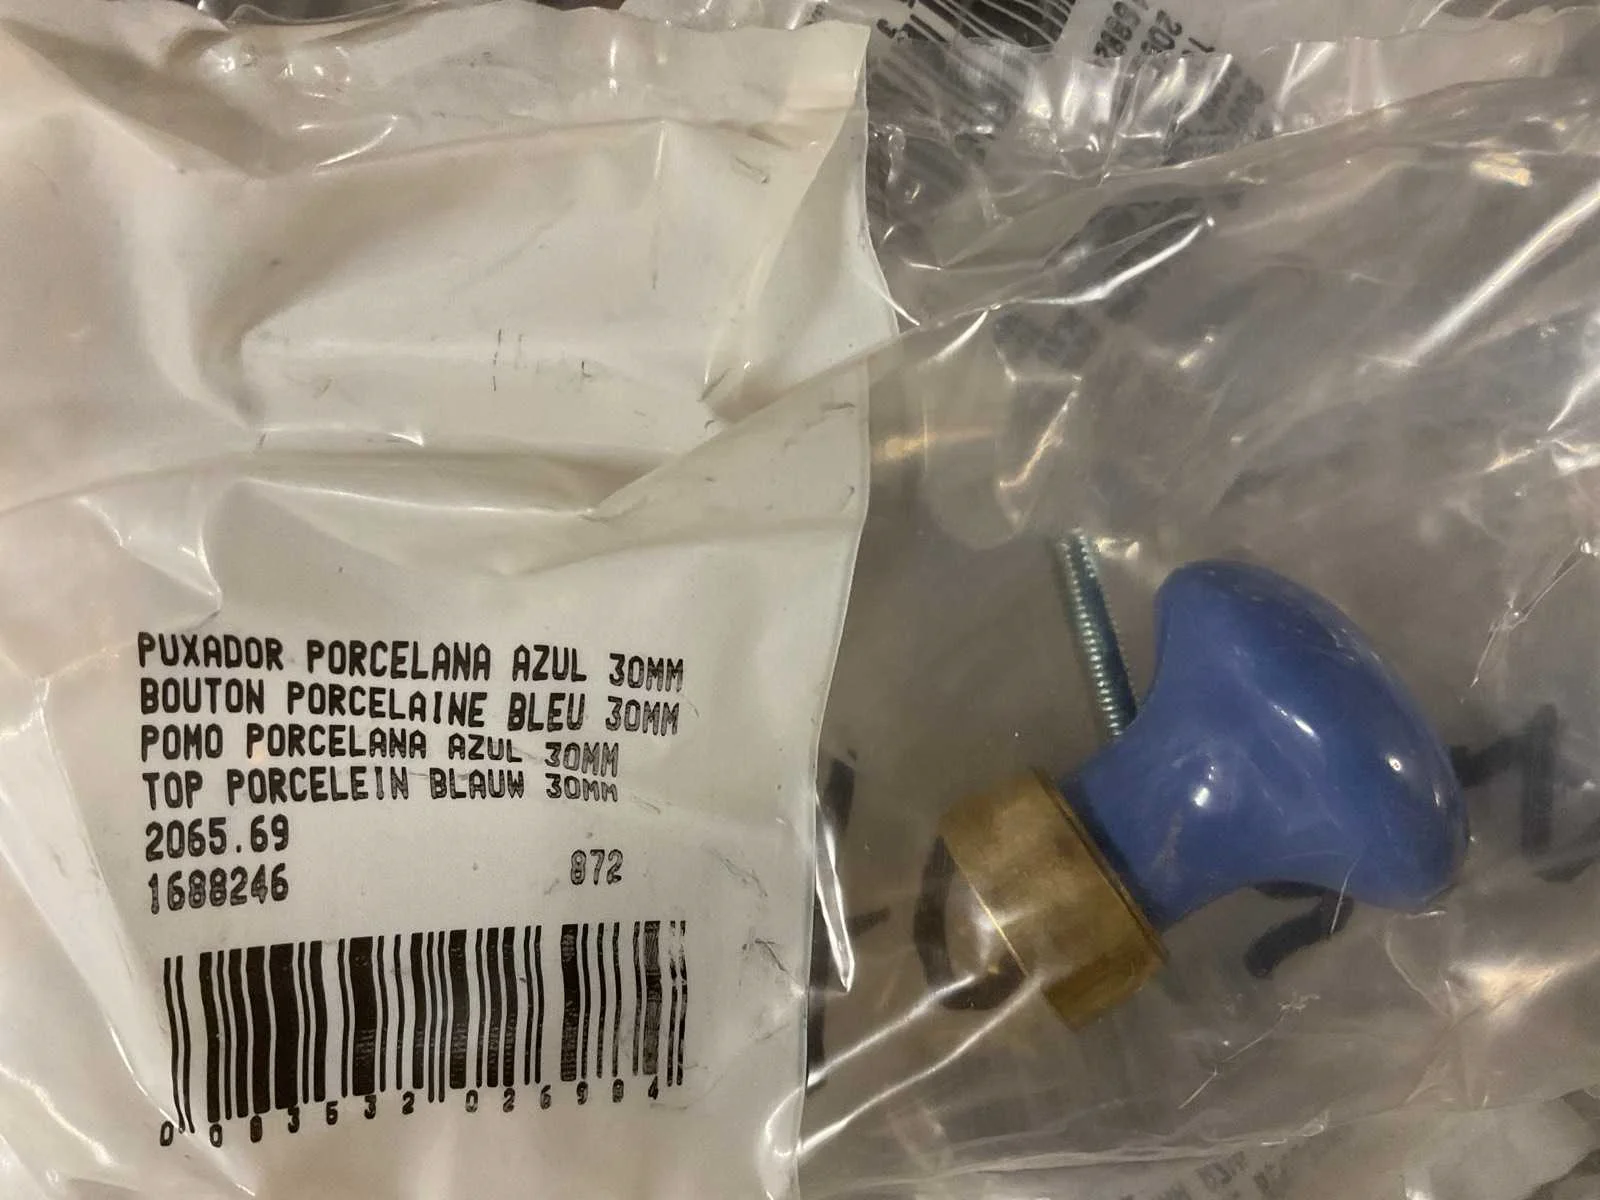 PUXADOR PORCELANA AZUL 30MM
BOUTON PORCELAINE BLEU 30MM
POMO PORCELANA AZUL 30MM
TOP PORCELEIN BLAUW 30MM
2065.69
1688246 872